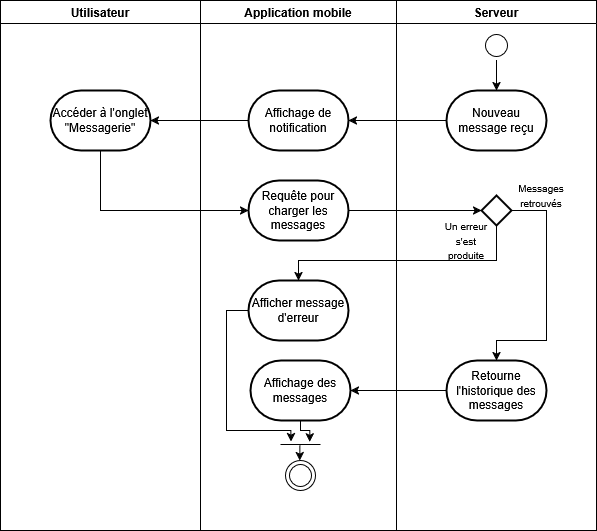 Utilisateur
Application mobile
Serveur
Accéder à l'onglet
"Messagerie"
Affichage de
notification
Nouveau
message reçu
Requête pour
charger les
messages
Messages
retrouvés
Un erreur
s'est
produite
Afficher message
d'erreur
Affichage des
messages
Retourne
l'historique des
messages